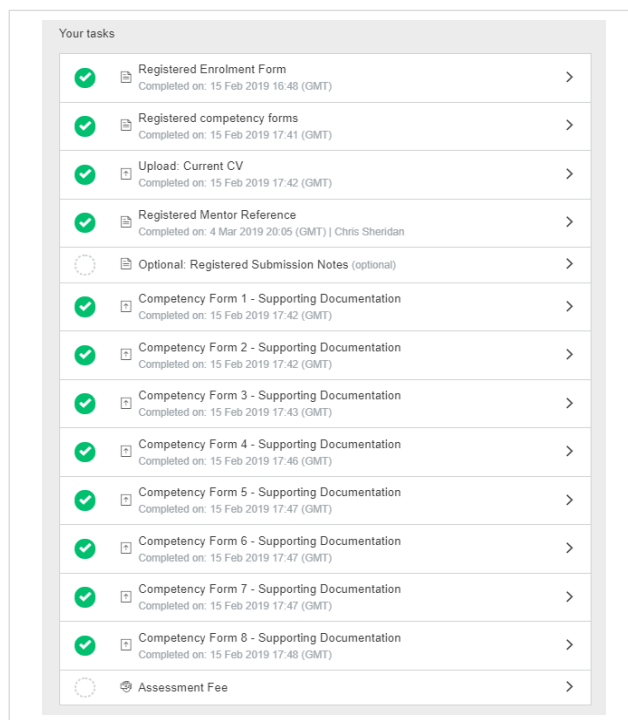 Your tasks
Registered Enrolment Form
Completed on: 15 Feb 2019 16:48 (GMT)
Registered competency forms
Completed on: 15 Feb 2019 17:41 (GMT)
Upload: Current CV
Completed on: 15 Feb 2019 17:42 (GMT)
Registered Mentor Reference
Completed on: 4 Mar 2019 20:05 (GMT) | Chris Sheridan
Optional: Registered Submission Notes (optional)
Competency Form 1 - Supporting Documentation
Completed on: 15 Feb 2019 17:42 (GMT)
Competency Form 2 - Supporting Documentation
Completed on: 15 Feb 2019 17:42 (GMT)
Competency Form 3 - Supporting Documentation
Completed on: 15 Feb 2019 17:43 (GMT)
Competency Form 4 - Supporting Documentation
Completed on: 15 Feb 2019 17:46 (GMT)
Competency Form 5 - Supporting Documentation
Completed on: 15 Feb 2019 17:47 (GMT)
Competency Form 6 - Supporting Documentation
Completed on: 15 Feb 2019 17:47 (GMT)
Competency Form 7 - Supporting Documentation
Completed on: 15 Feb 2019 17:47 (GMT)
Competency Form 8 - Supporting Documentation
Completed on: 15 Feb 2019 17:48 (GMT)
Assessment Fee